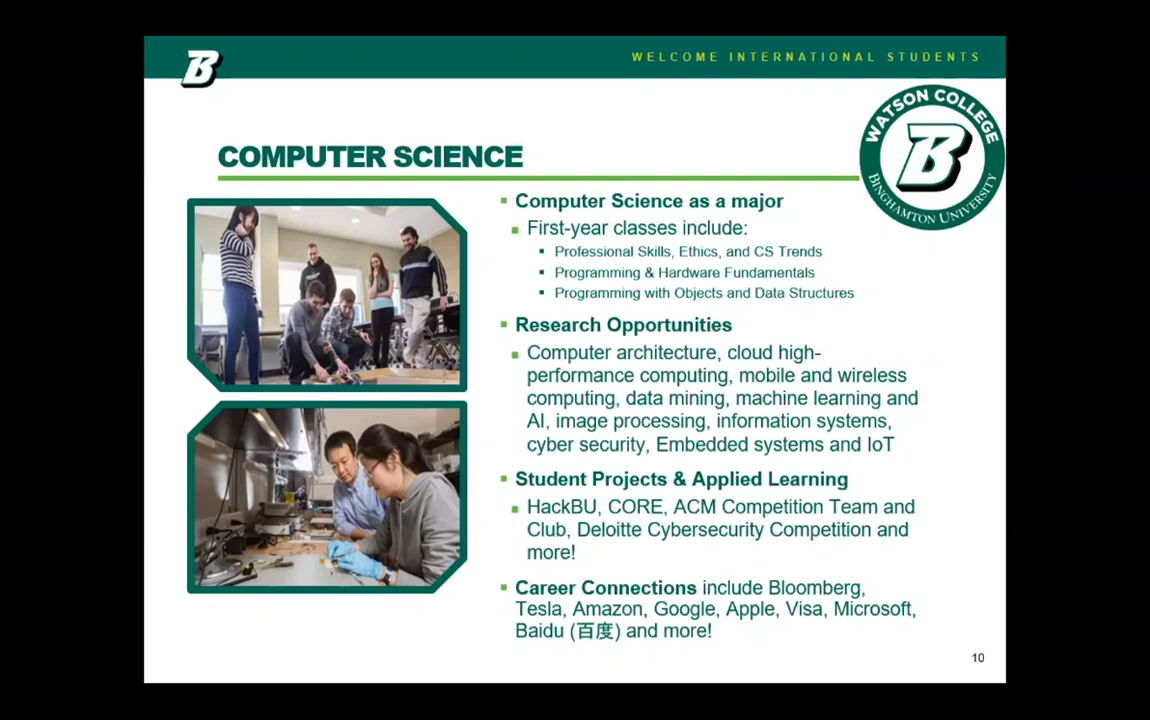 WELCOME INTERNATIONAL STUDENTS
B
WATSON COLLEGE
B
BINGHAMTON UNIVERSITY
COMPUTER SCIENCE
Computer Science as a major
First-year classes include:
Professional Skills, Ethics, and CS Trends
Programming & Hardware Fundamentals
Programming with Objects and Data Structures
Research Opportunities
Computer architecture, cloud high-
performance computing, mobile and wireless
computing, data mining, machine learning and
AI, image processing, information systems,
cyber security, Embedded systems and IoT
Student Projects & Applied Learning
HackBU, CORE, ACM Competition Team and
Club, Deloitte Cybersecurity Competition and
more!
Career Connections include Bloomberg,
Tesla, Amazon, Google, Apple, Visa, Microsoft,
Baidu (百度) and more!
10